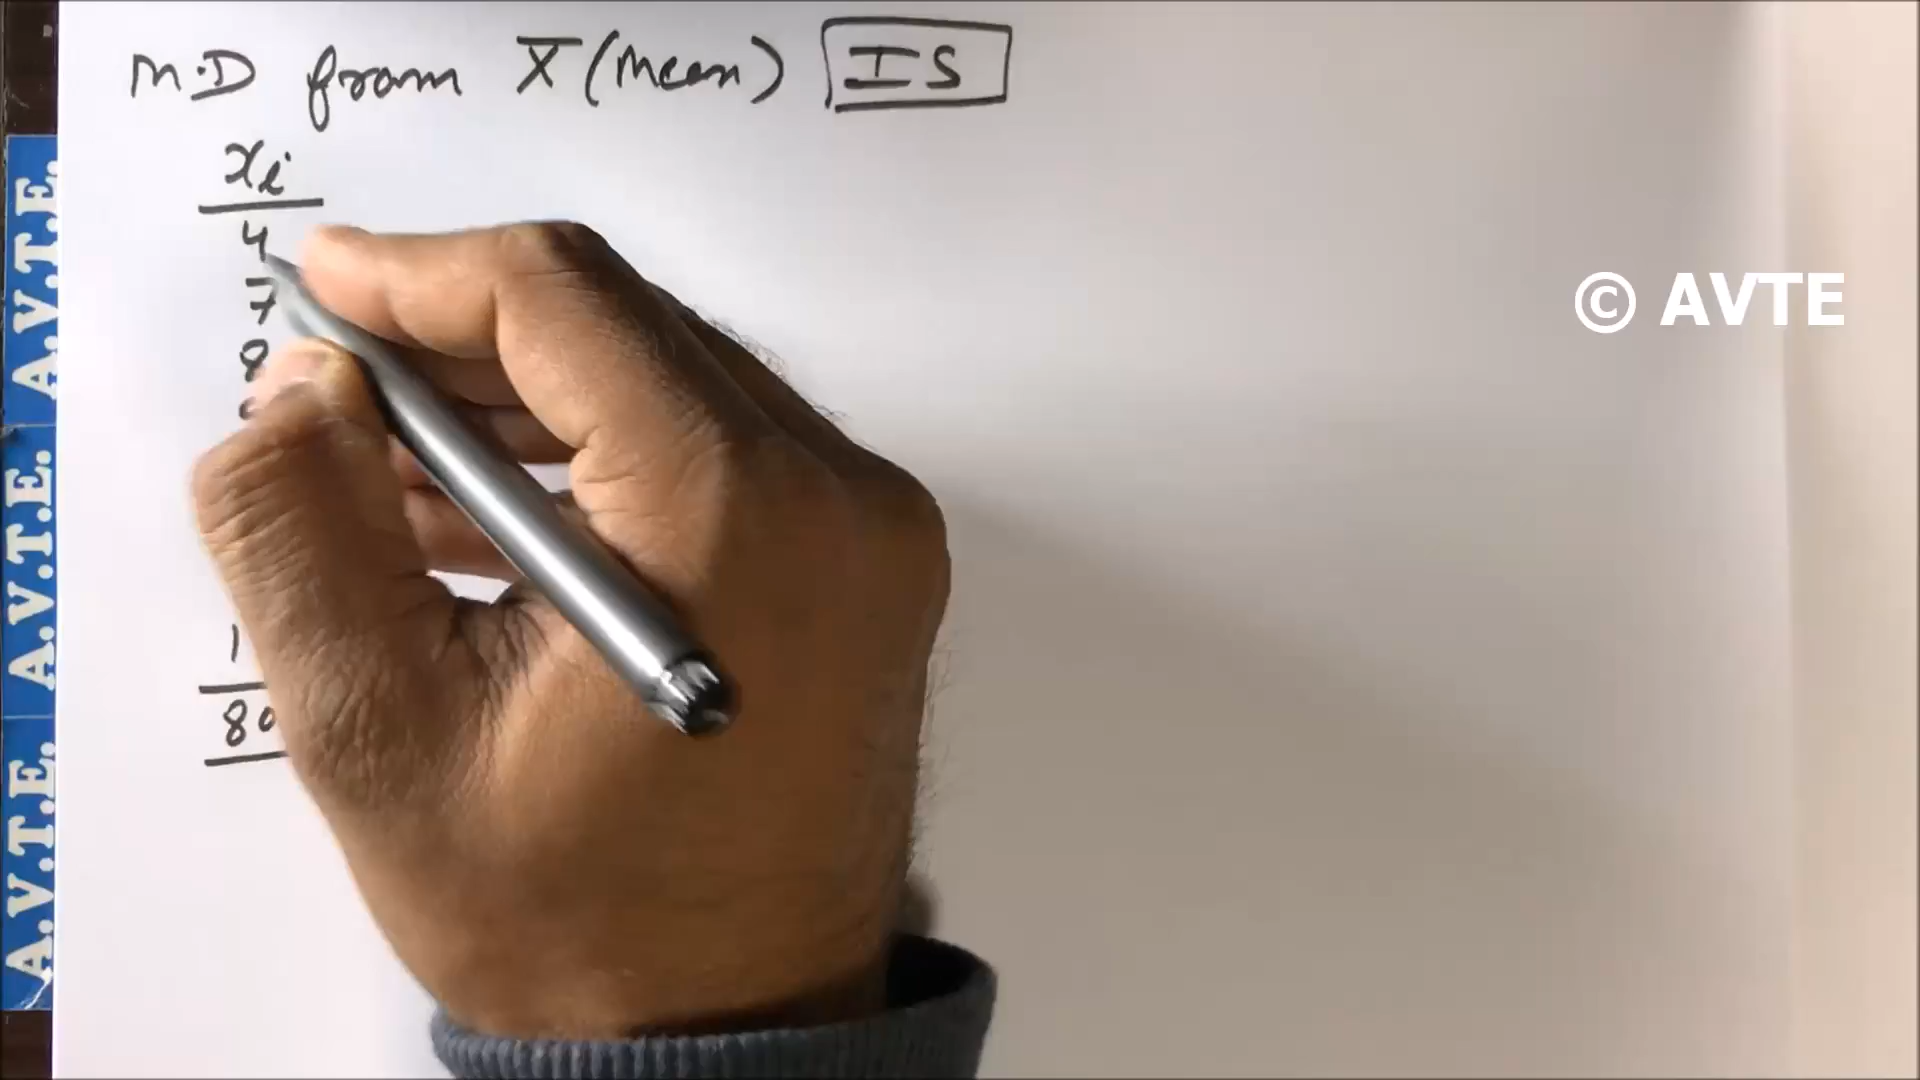 M.D from X̄ (Mean) IS
xi
4
7
8
1
80
© AVTE
A.V.T.E. A.V.T.E. A.V.T.E.